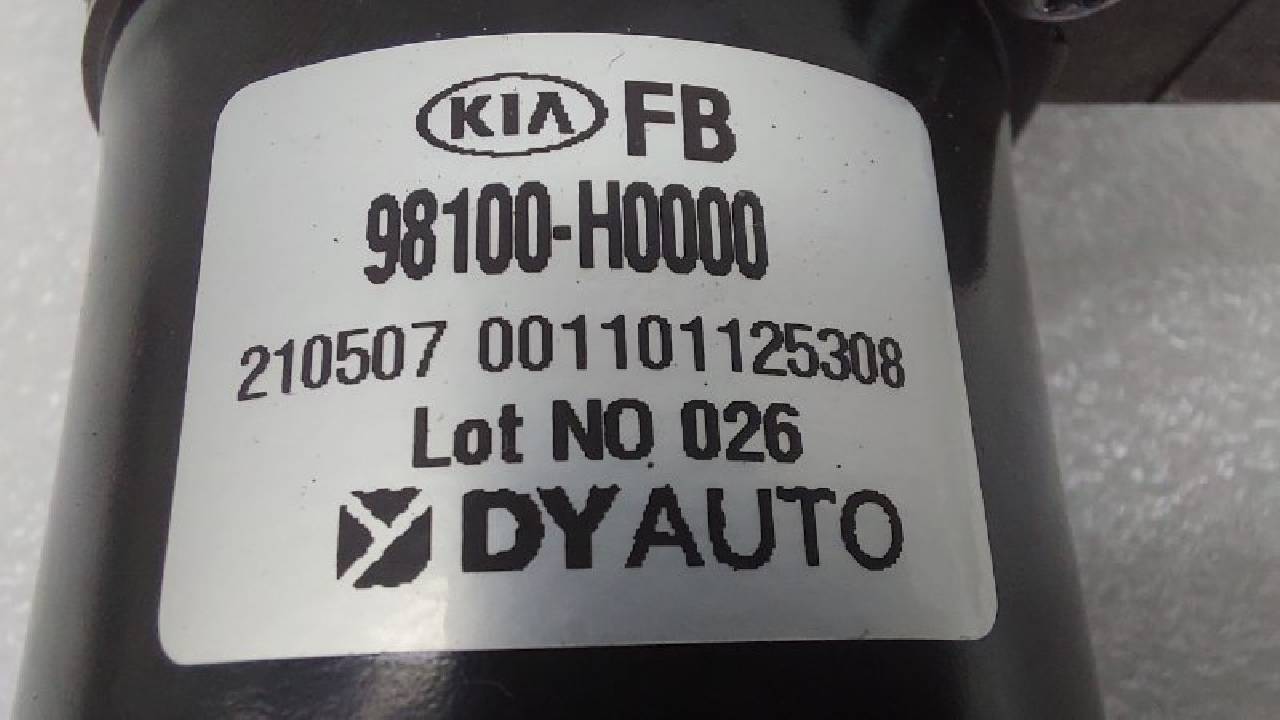 KIA FB
98100-H0000
210507 001101125308
Lot NO 026
DYAUTO